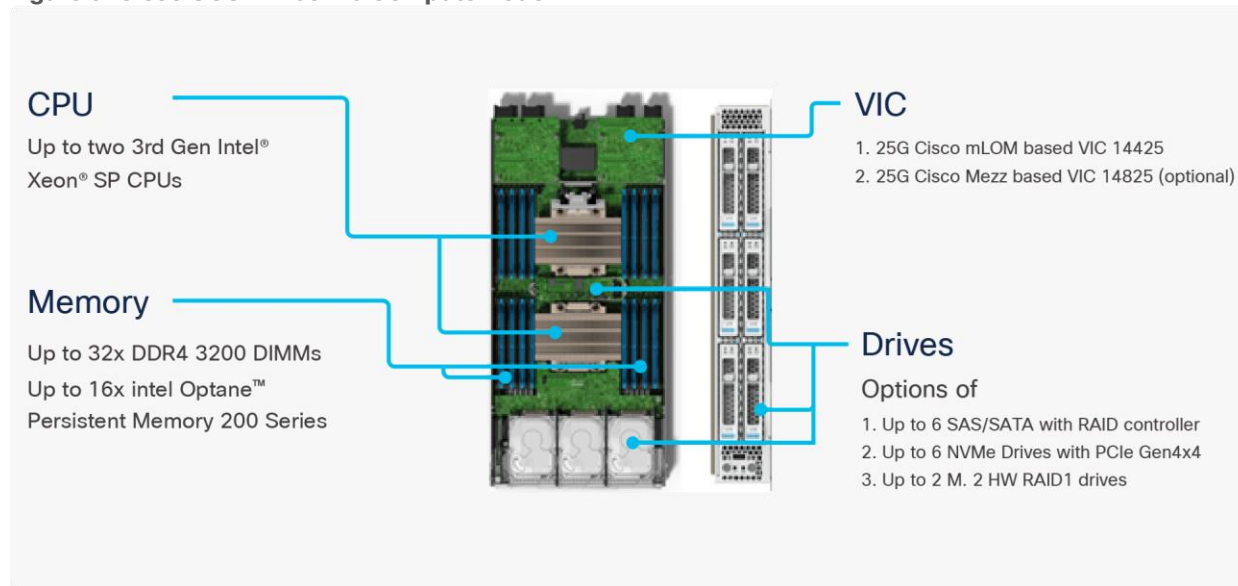 CPU
Up to two 3rd Gen Intel®
Xeon® SP CPUs
Memory
Up to 32x DDR4 3200 DIMMs
Up to 16x intel Optane™
Persistent Memory 200 Series
VIC
1. 25G Cisco mLOM based VIC 14425
2. 25G Cisco Mezz based VIC 14825 (optional)
Drives
Options of
1. Up to 6 SAS/SATA with RAID controller
2. Up to 6 NVMe Drives with PCIe Gen4x4
3. Up to 2 M. 2 HW RAID1 drives